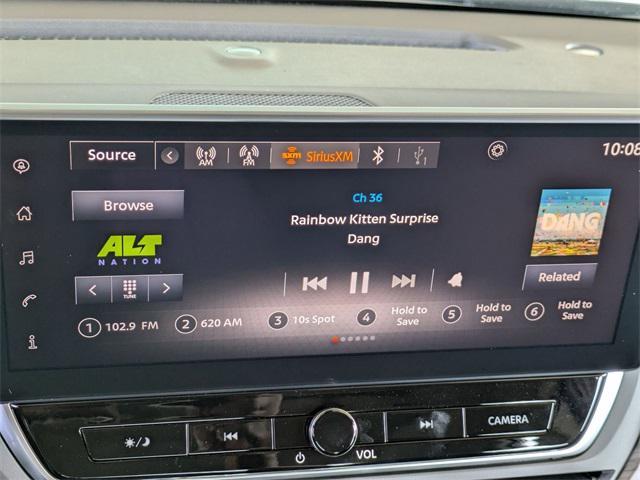 Source
AM
FM
sxm SiriusXM
10:08
Browse
Ch 36
Rainbow Kitten Surprise
Dang
DANG
ALT
NATION
TUNE
Related
1 102.9 FM
2 620 AM
3 10s Spot
4 Hold to
Save
5 Hold to
Save
6 Hold to
Save
VOL
CAMERA